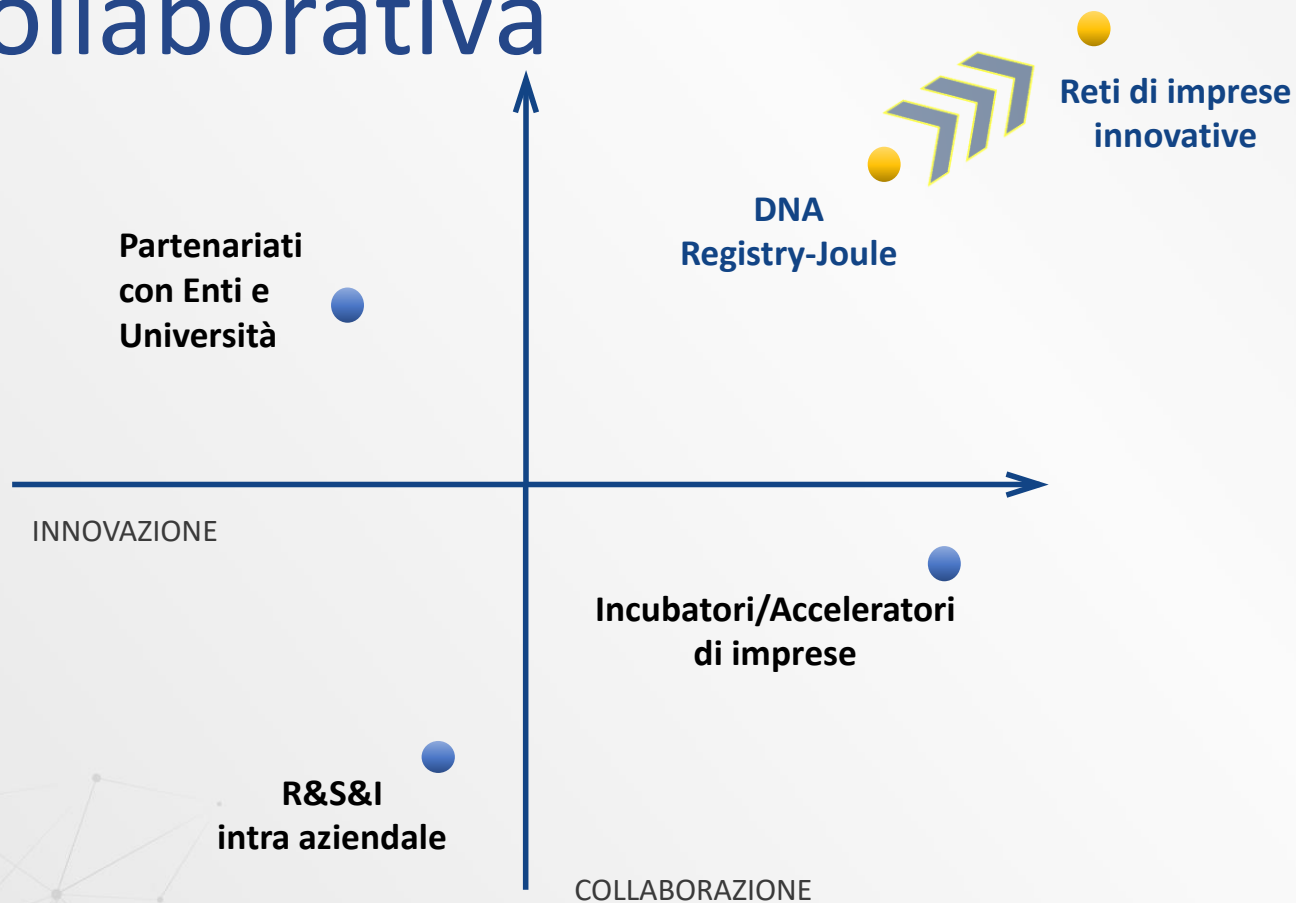 ollaborativa
Reti di imprese
innovative
DNA
Registry-Joule
Partenariati
con Enti e
Università
INNOVAZIONE
Incubatori/Acceleratori
di imprese
R&S&I
intra aziendale
COLLABORAZIONE